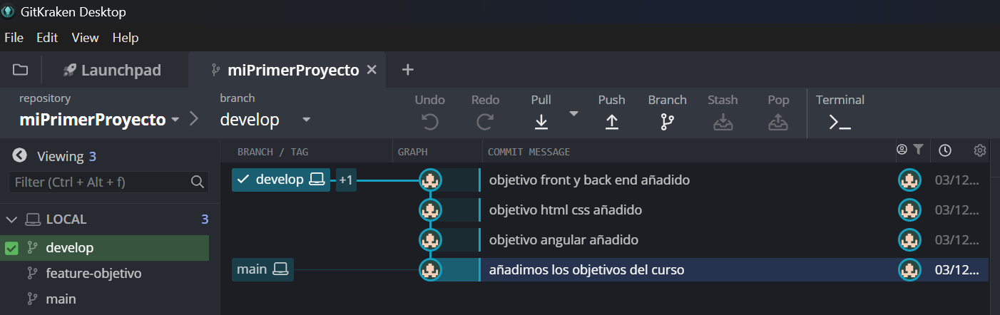 GitKraken Desktop
File Edit View Help
Launchpad miPrimerProyecto
repository branch Undo Redo Pull Push Branch Stash Pop Terminal
miPrimerProyecto develop
Viewing 3
BRANCH / TAG GRAPH COMMIT MESSAGE
Filter (Ctrl + Alt + f)
develop +1 objetivo front y back end añadido 03/12...
objetivo html css añadido 03/12...
LOCAL 3
objetivo angular añadido 03/12...
develop
main añadimos los objetivos del curso 03/12...
feature-objetivo
main